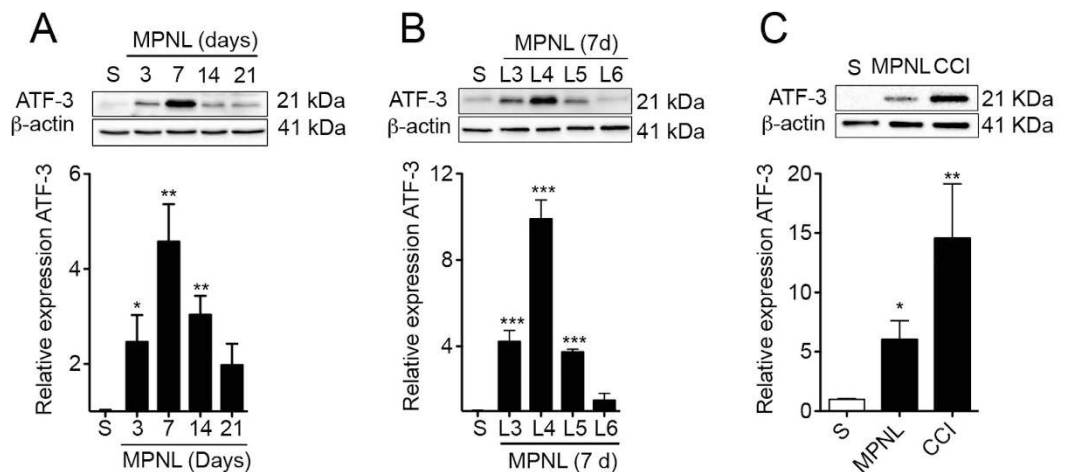 A
MPNL (days)
S 3 7 14 21
ATF-3 21 kDa
β-actin 41 kDa
Relative expression ATF-3
6
4
2
* ** **
S 3 7 14 21
MPNL (Days)
B
MPNL (7d)
S L3 L4 L5 L6
ATF-3 21 kDa
β-actin 41 kDa
Relative expression ATF-3
12
8
4
*** *** ***
S L3 L4 L5 L6
MPNL (7 d)
C
S MPNL CCI
ATF-3 21 KDa
β-actin 41 KDa
Relative expression ATF-3
20
15
10
5
0
* **
S MPNL CCI